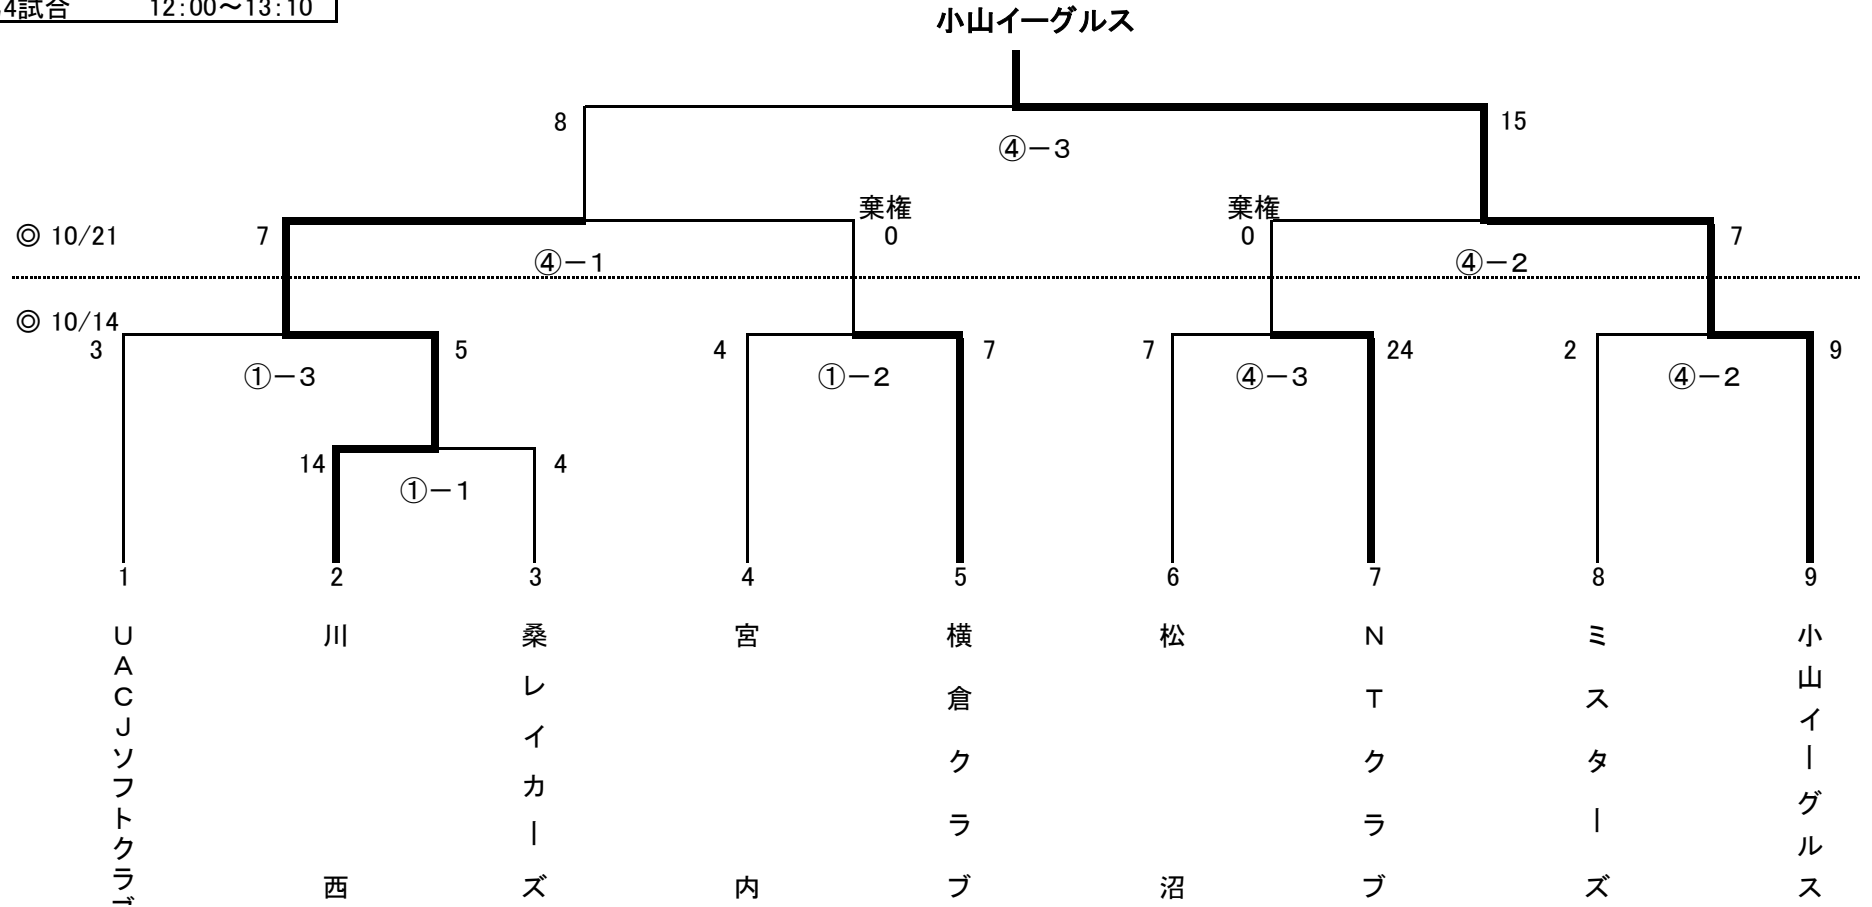 4試合 12:00～13:10
小山イーグルス
8 15
④－3
棄権 棄権
◎ 10/21 7 0 0 7
④－1 ④－2
◎ 10/14
3 5 4 7 7 24 2 9
①－3 ①－2 ④－3 ④－2
14 4
①－1
1 2 3 4 5 6 7 8 9
UACJソフトクラブ
川西
桑レイカーズ
宮内
横倉クラブ
松沼
NTクラブ
ミスターズ
小山イーグルス